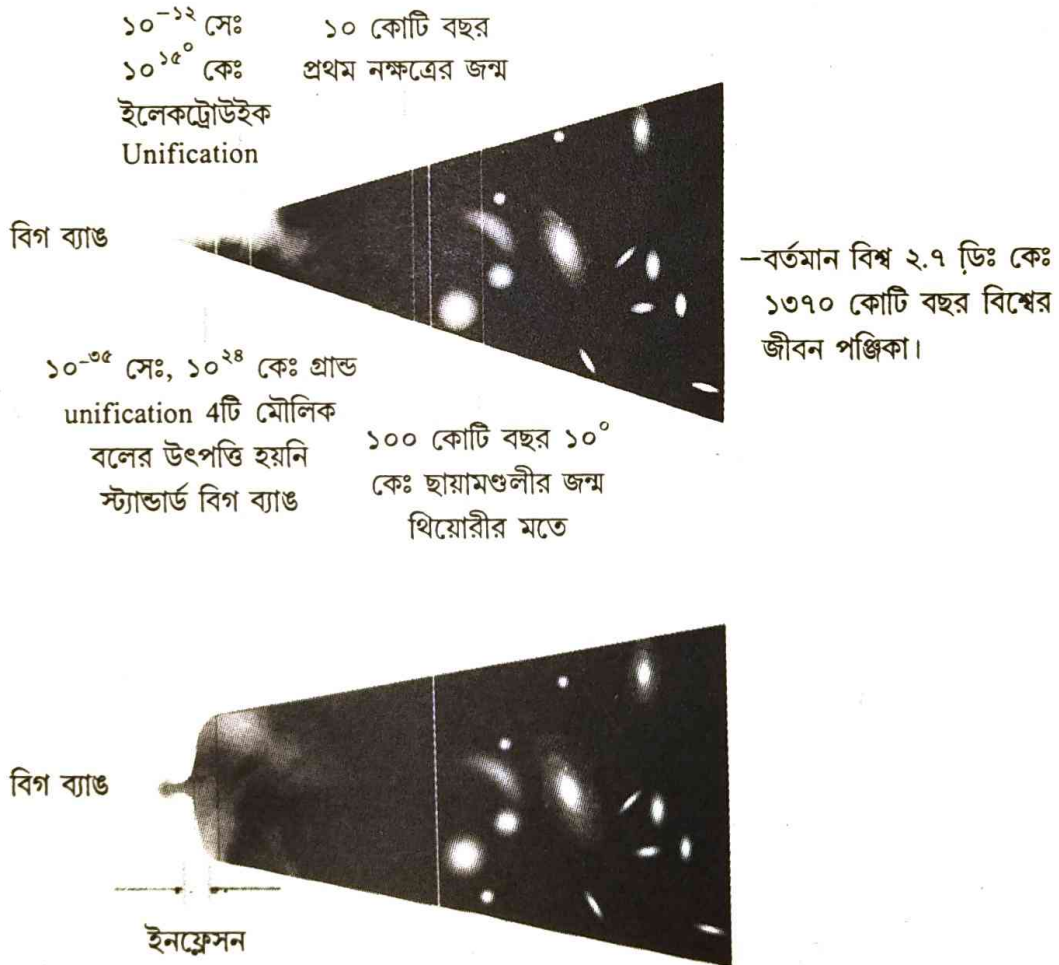 ১০⁻¹² সেঃ
১০¹⁵° কেঃ
ইলেকট্রোউইক
Unification
১০ কোটি বছর
প্রথম নক্ষত্রের জন্ম
বিগ ব্যাঙ
—বর্তমান বিশ্ব ২.৭ ডিঃ কেঃ
১৩৭০ কোটি বছর বিশ্বের
জীবন পঞ্জিকা।
১০⁻³⁵ সেঃ, ১০²⁸ কেঃ গ্রান্ড
unification 4টি মৌলিক
বলের উৎপত্তি হয়নি
স্ট্যান্ডার্ড বিগ ব্যাঙ
১০০ কোটি বছর ১০°
কেঃ ছায়ামণ্ডলীর জন্ম
থিয়োরীর মতে
বিগ ব্যাঙ
ইনফ্লেসন